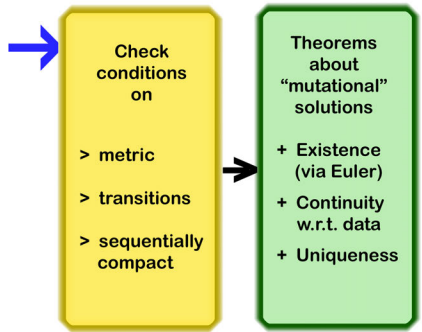 Check
conditions
on
> metric
> transitions
> sequentially
compact
Theorems
about
“mutational”
solutions
+ Existence
(via Euler)
+ Continuity
w.r.t. data
+ Uniqueness